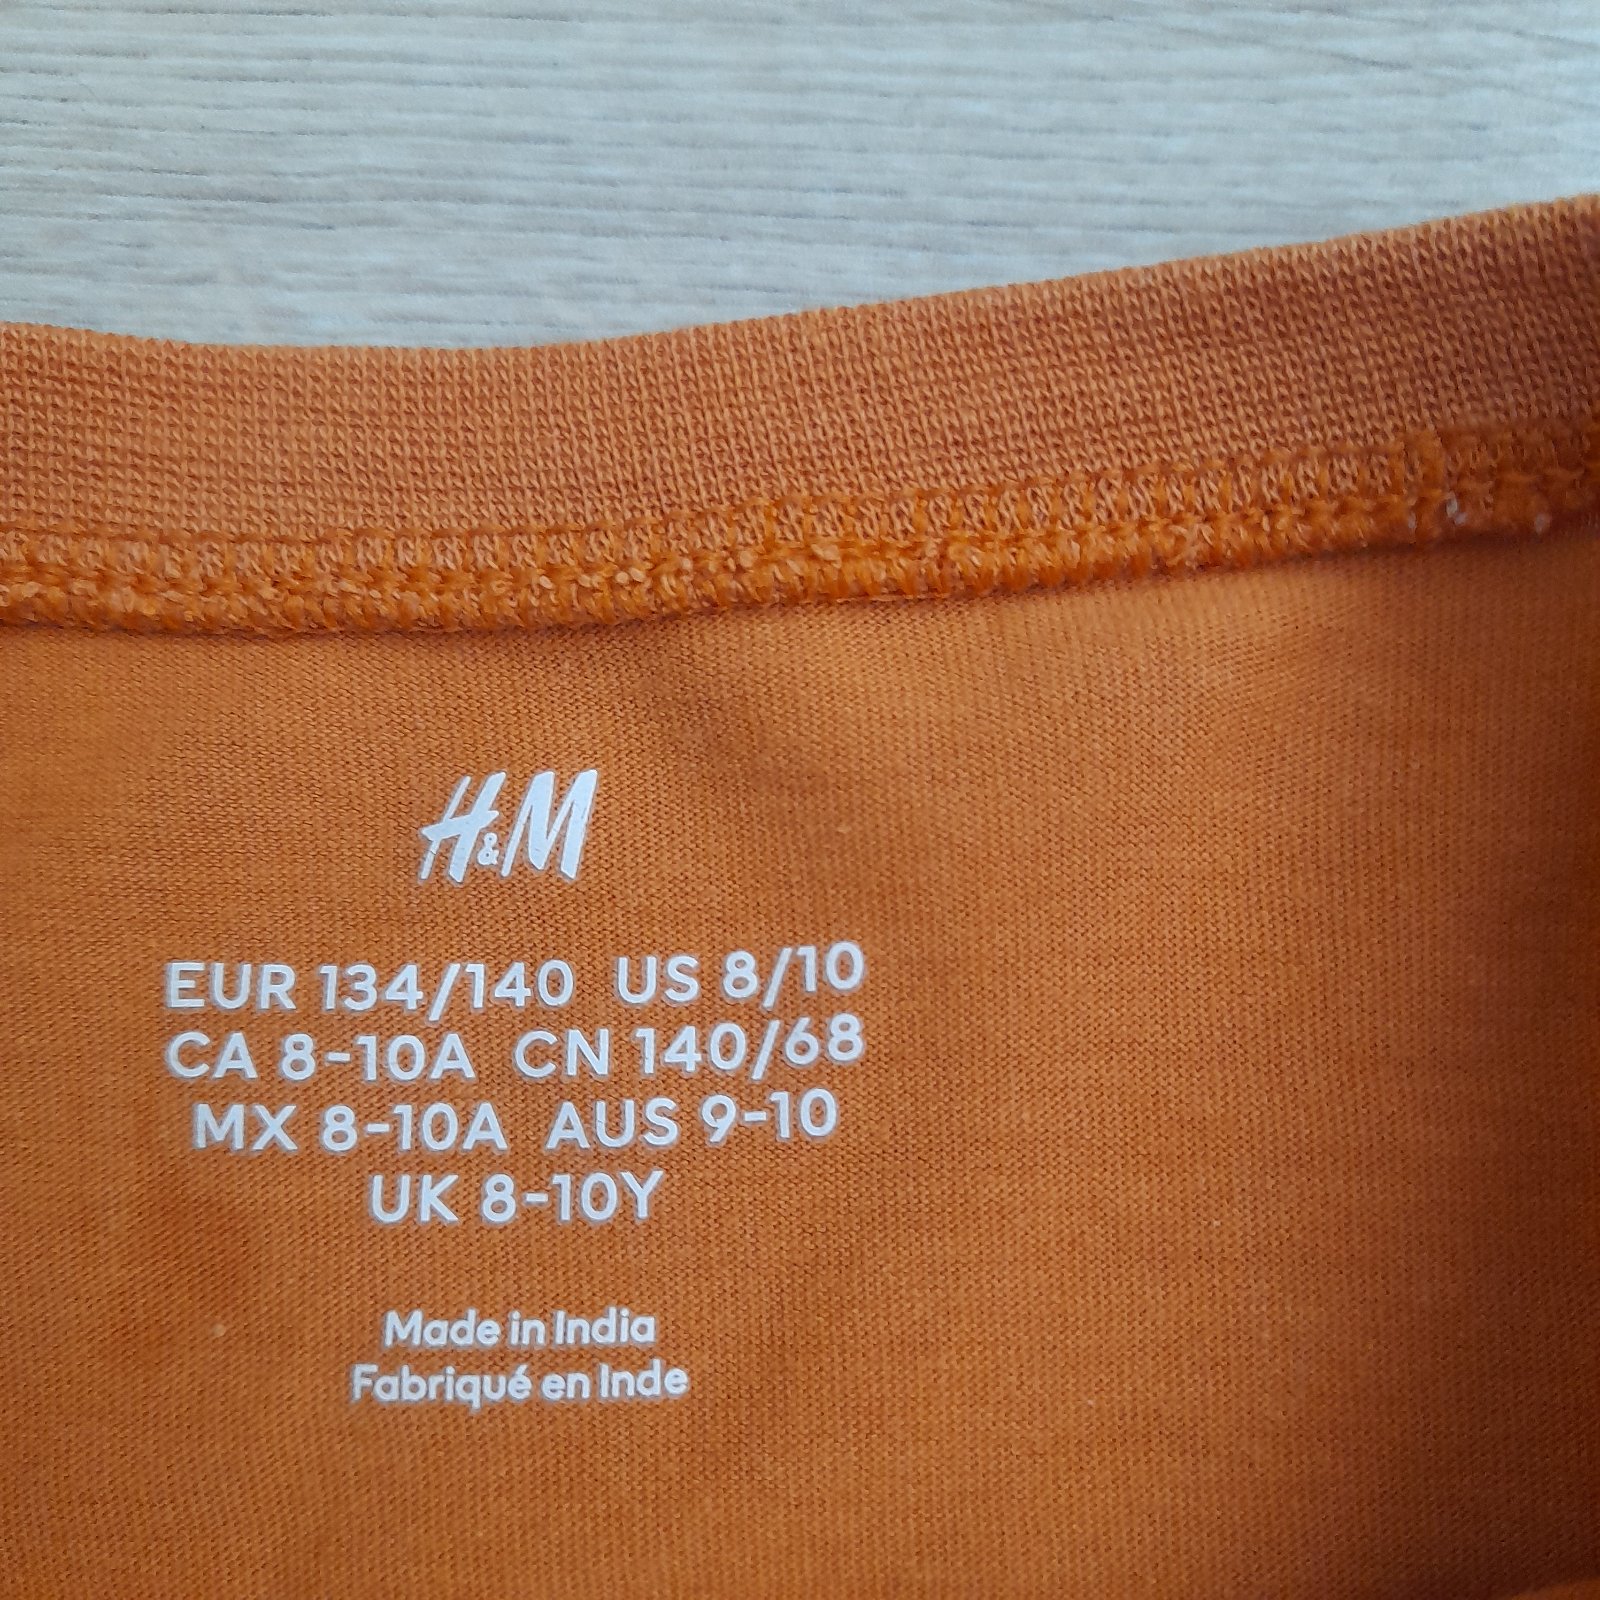 H&M
EUR 134/140 US 8/10
CA 8-10A CN 140/68
MX 8-10A AUS 9-10
UK 8-10Y
Made in India
Fabriqué en Inde